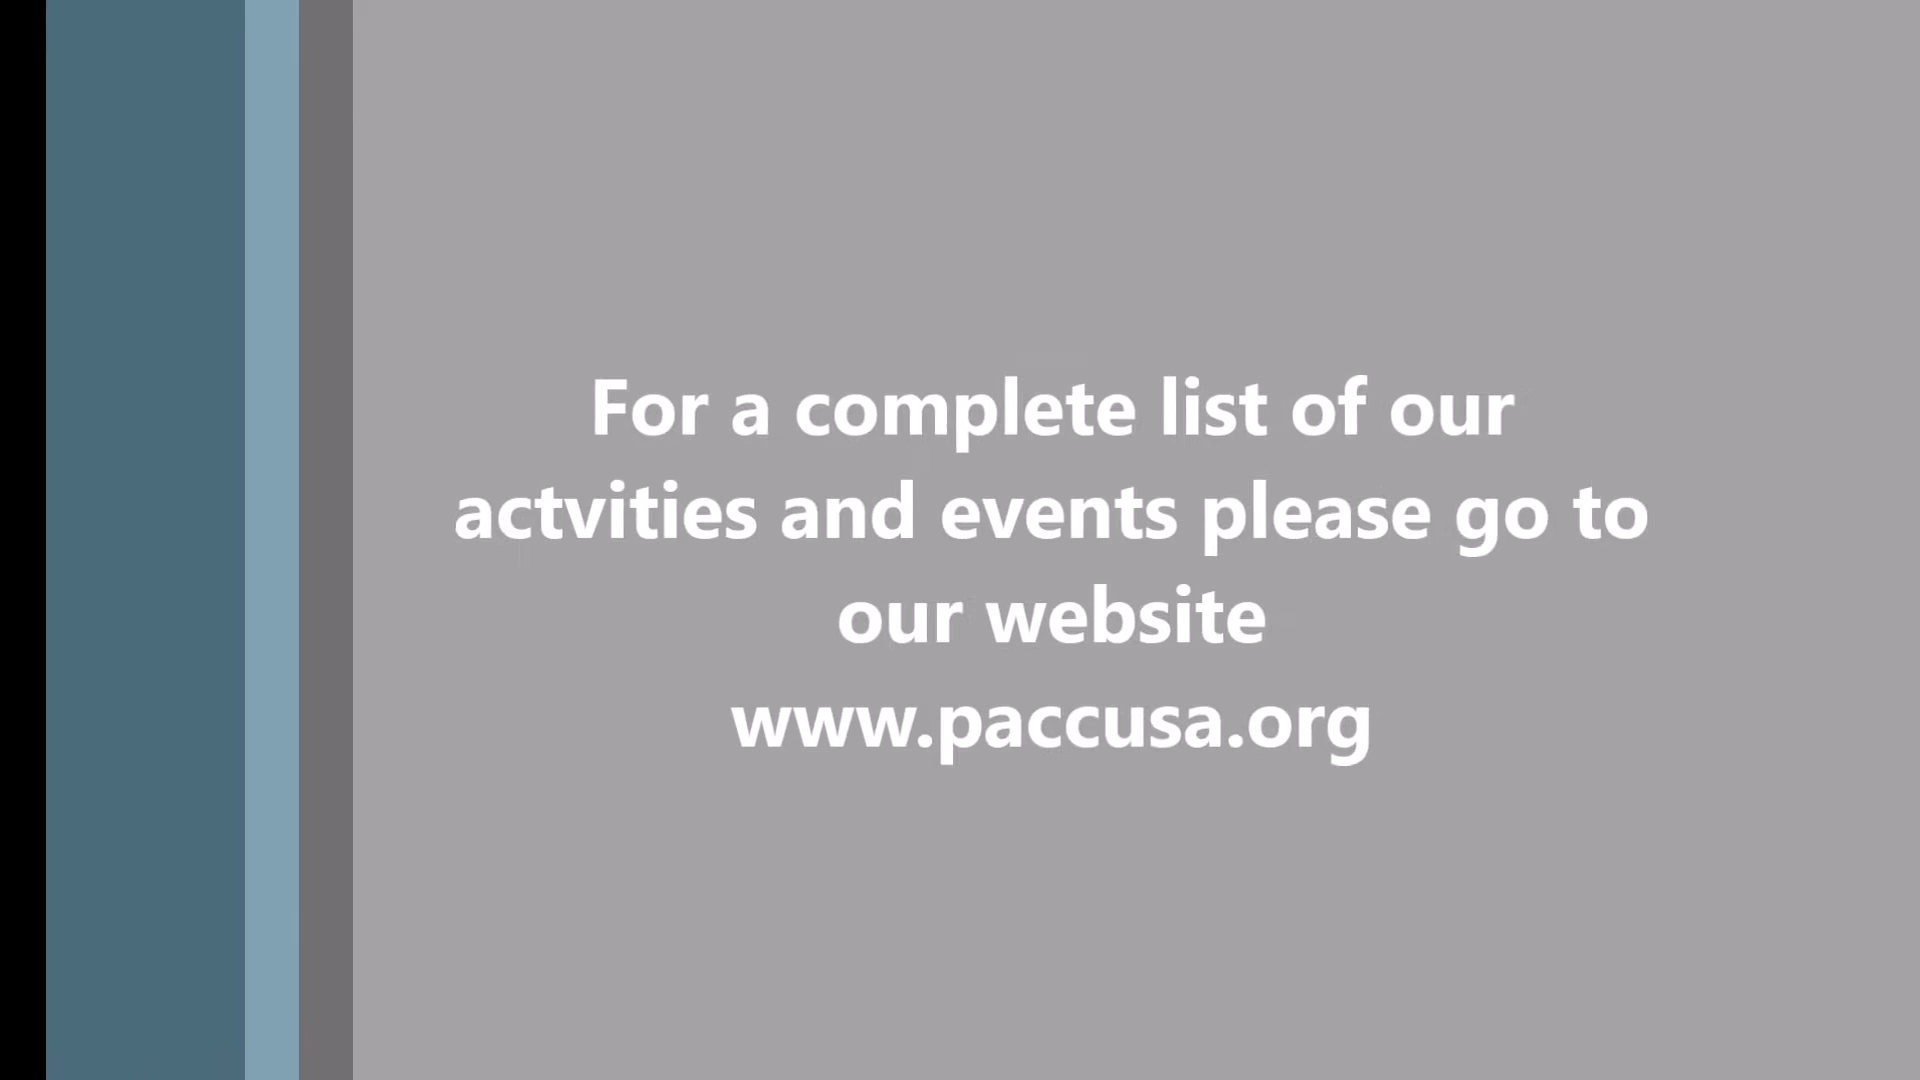 For a complete list of our
actvities and events please go to
our website
www.paccusa.org